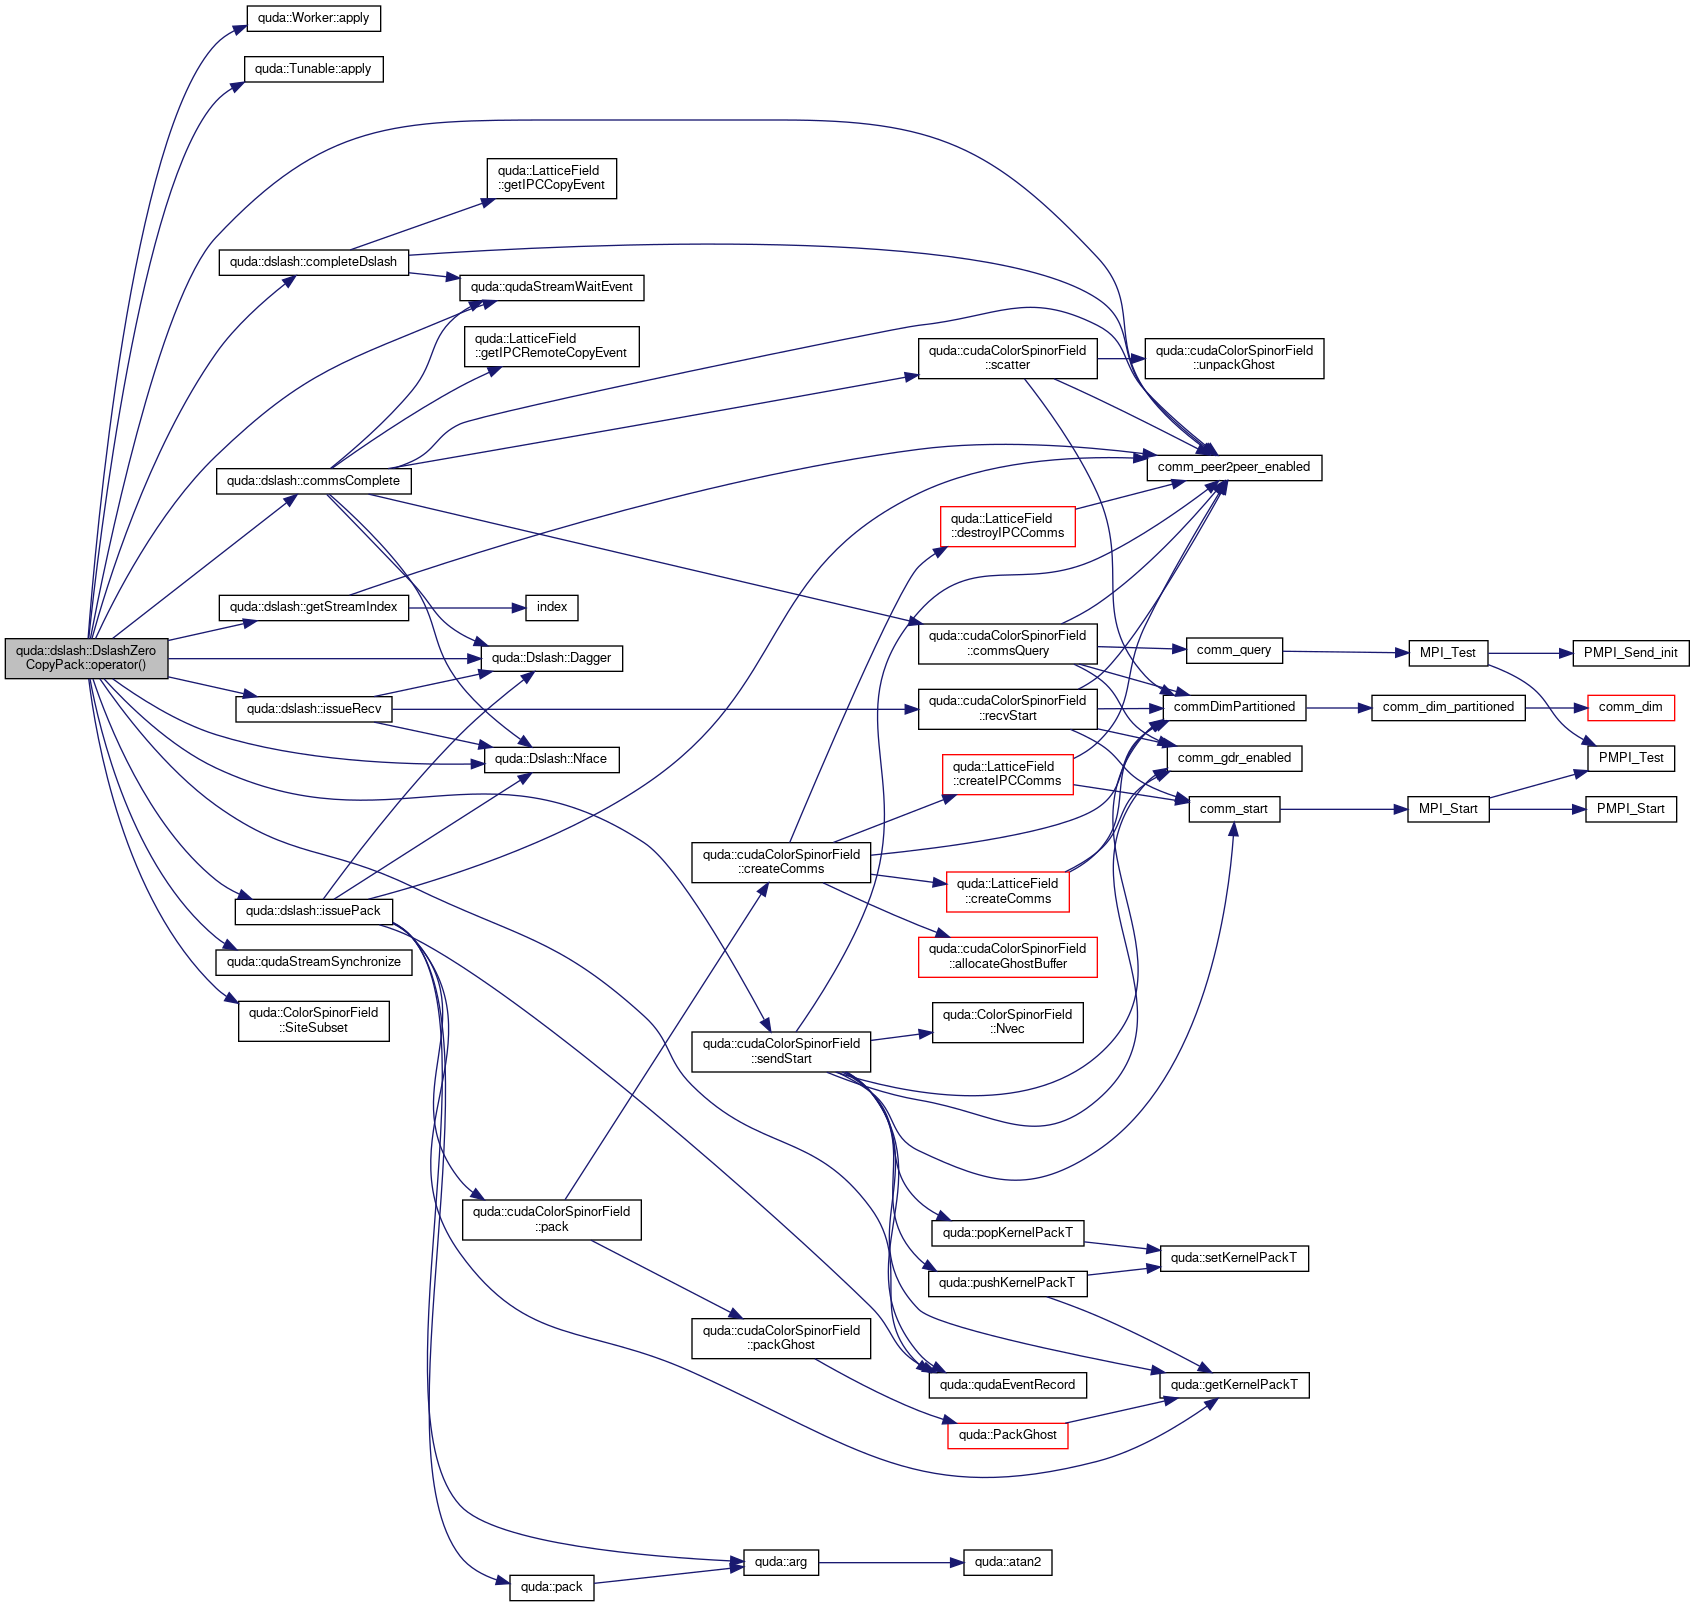 quda::Worker::apply
quda::Tunable::apply
quda::LatticeField
::getIPCCopyEvent
quda::dslash::completeDslash
quda::qudaStreamWaitEvent
quda::LatticeField
::getIPCRemoteCopyEvent
quda::cudaColorSpinorField
::scatter
quda::cudaColorSpinorField
::unpackGhost
quda::dslash::commsComplete
comm_peer2peer_enabled
quda::LatticeField
::destroyIPCComms
quda::dslash::getStreamIndex
index
quda::dslash::DslashZero
CopyPack::operator()
quda::Dslash::Dagger
quda::cudaColorSpinorField
::commsQuery
comm_query
MPI_Test
PMPI_Send_init
quda::dslash::issueRecv
quda::cudaColorSpinorField
::recvStart
commDimPartitioned
comm_dim_partitioned
comm_dim
quda::Dslash::Nface
quda::LatticeField
::createIPCComms
comm_gdr_enabled
PMPI_Test
comm_start
MPI_Start
PMPI_Start
quda::cudaColorSpinorField
::createComms
quda::LatticeField
::createComms
quda::dslash::issuePack
quda::qudaStreamSynchronize
quda::cudaColorSpinorField
::allocateGhostBuffer
quda::ColorSpinorField
::SiteSubset
quda::ColorSpinorField
::Nvec
quda::cudaColorSpinorField
::sendStart
quda::cudaColorSpinorField
::pack
quda::popKernelPackT
quda::setKernelPackT
quda::pushKernelPackT
quda::cudaColorSpinorField
::packGhost
quda::qudaEventRecord
quda::getKernelPackT
quda::PackGhost
quda::arg
quda::atan2
quda::pack